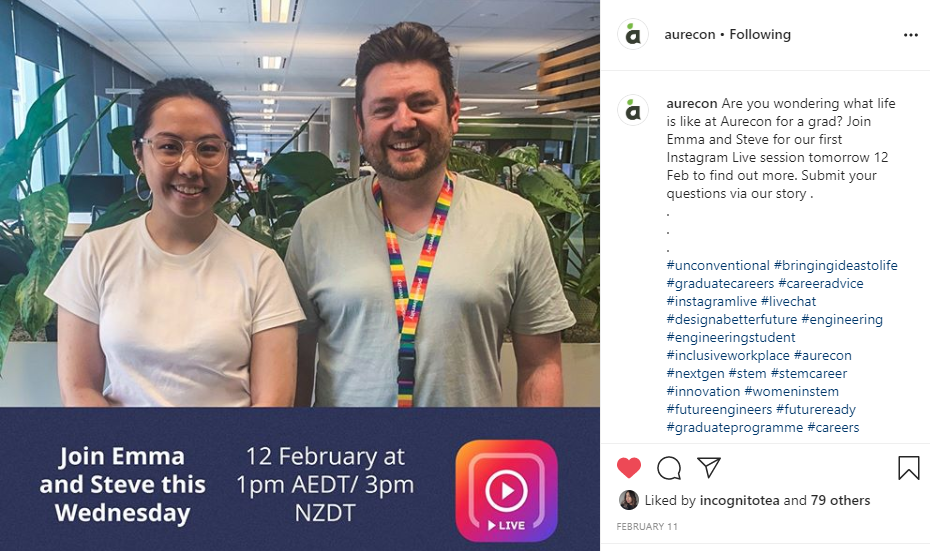 aurecon • Following
aurecon Are you wondering what life
is like at Aurecon for a grad? Join
Emma and Steve for our first
Instagram Live session tomorrow 12
Feb to find out more. Submit your
questions via our story .
.
.
.
#unconventional #bringingideastolife
#graduatecareers #careeradvice
#instagramlive #livechat
#designabetterfuture #engineering
#engineeringstudent
#inclusiveworkplace #aurecon
#nextgen #stem #stemcareer
#innovation #womeninstem
#futureengineers #futureready
#graduateprogramme #careers
Liked by incognitotea and 79 others
FEBRUARY 11
Join Emma
and Steve this
Wednesday
12 February at
1pm AEDT/ 3pm
NZDT
LIVE